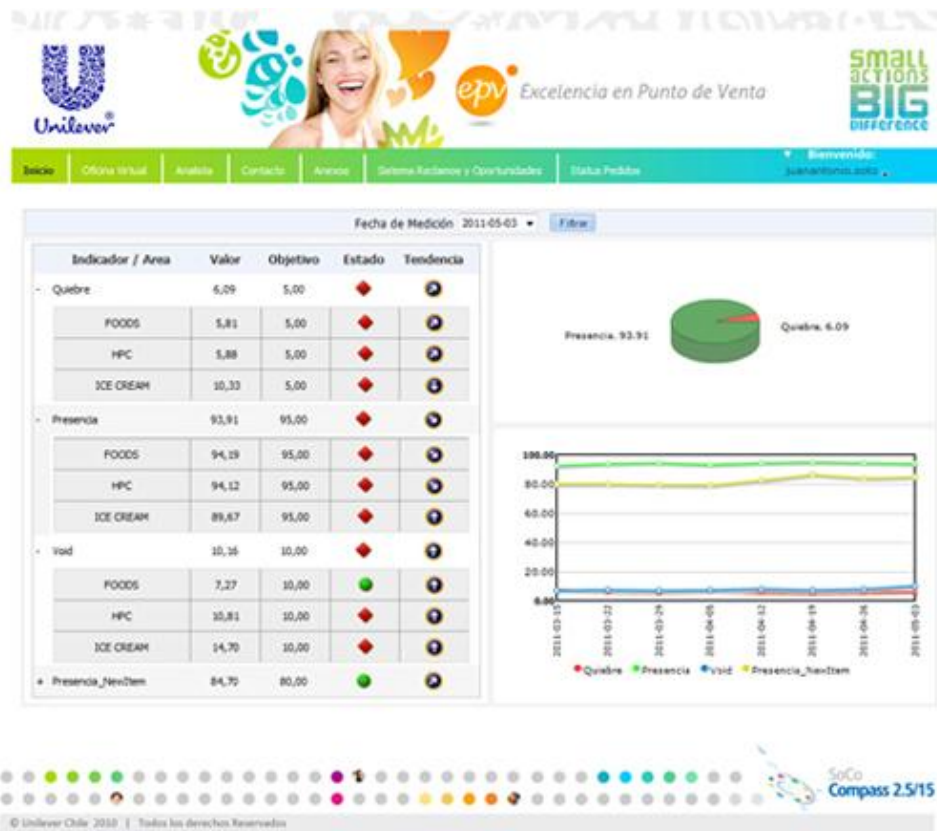 Unilever
epv Excelencia en Punto de Venta
small
actions
BIG
Difference
Inicio Oficina Virtual Analista Contacto Anexos Sistema Reclamos y Oportunidades Status Pedidos
Bienvenido:
juanantonio.soto
Fecha de Medición 2011-05-03 Filtrar
Indicador / Area Valor Objetivo Estado Tendencia
- Quiebre 6,09 5,00
FOODS 5,81 5,00
HPC 5,88 5,00
ICE CREAM 10,33 5,00
- Presencia 93,91 95,00
FOODS 94,19 95,00
HPC 94,12 95,00
ICE CREAM 89,67 95,00
- Void 10,16 10,00
FOODS 7,27 10,00
HPC 10,81 10,00
ICE CREAM 14,70 10,00
+ Presencia_NewItem 84,70 80,00
Presencia, 93.91
Quiebre, 6.09
100.00
80.00
60.00
40.00
20.00
0.00
2011-03-15
2011-03-22
2011-03-29
2011-04-05
2011-04-12
2011-04-19
2011-04-26
2011-05-03
Quiebre Presencia Void Presencia_NewItem
SoCo
Compass 2.5/15
© Unilever Chile 2010 | Todos los derechos Reservados